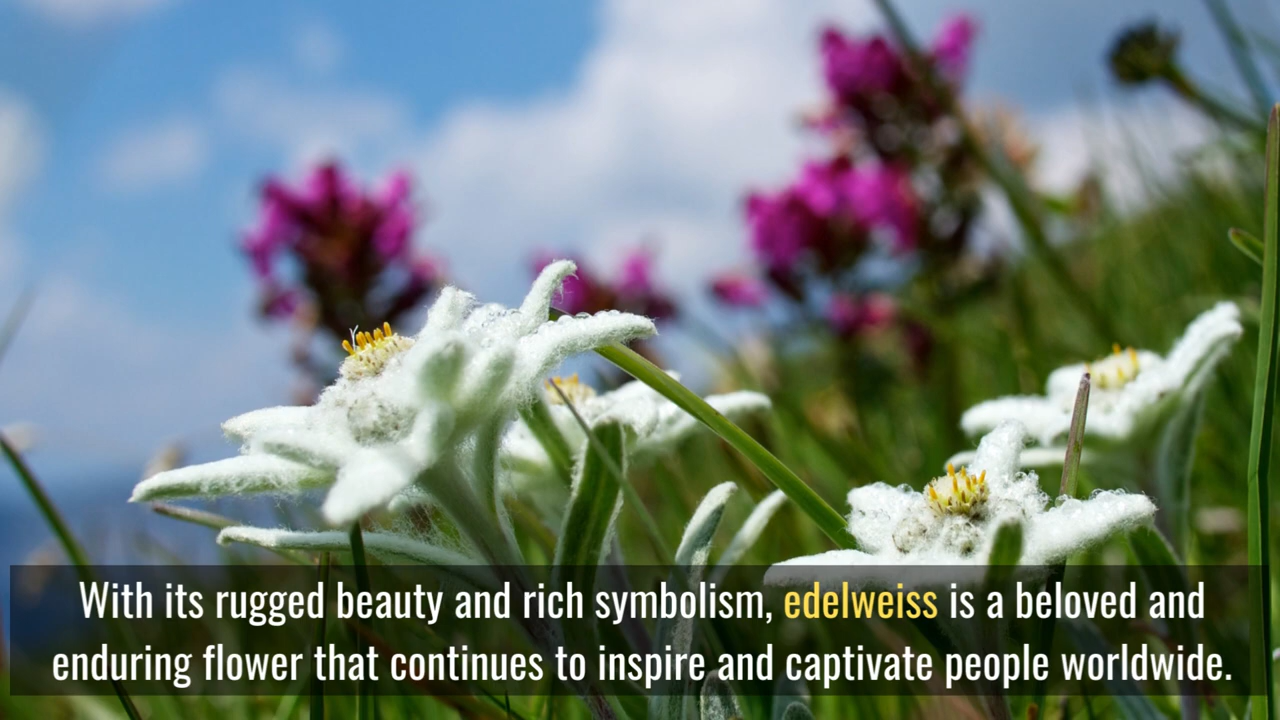 With its rugged beauty and rich symbolism, edelweiss is a beloved and
enduring flower that continues to inspire and captivate people worldwide.